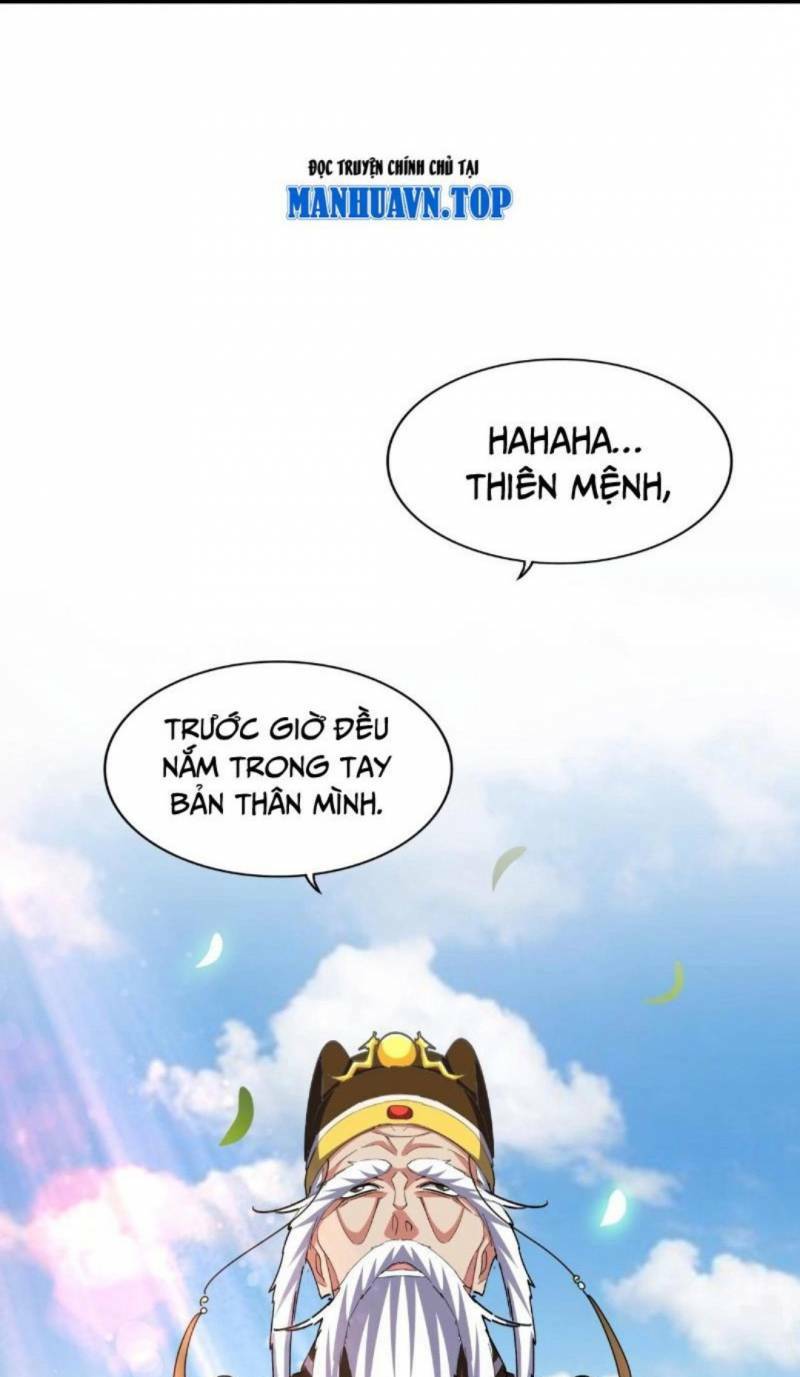 ĐỌC TRUYỆN CHÍNH CHỦ TẠI
MANHUAVN.TOP
HAHAHA...
THIÊN MỆNH,
TRƯỚC GIỜ ĐỀU
NẮM TRONG TAY
BẢN THÂN MÌNH.